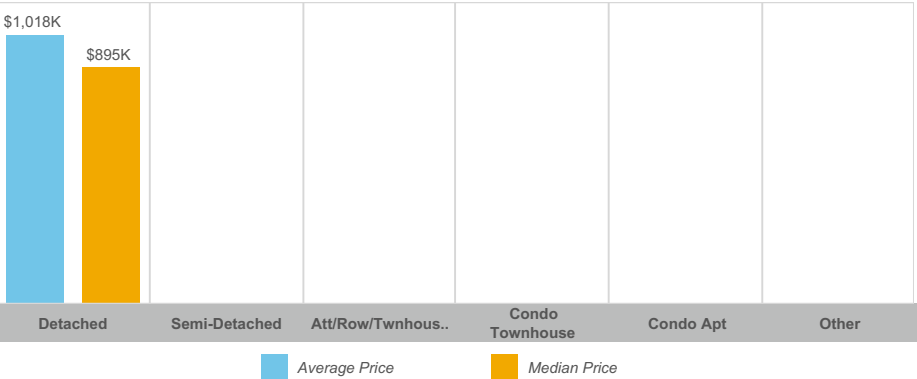 $1,018K
$895K
Detached
Semi-Detached
Att/Row/Twnhous..
Condo
Townhouse
Condo Apt
Other
Average Price
Median Price